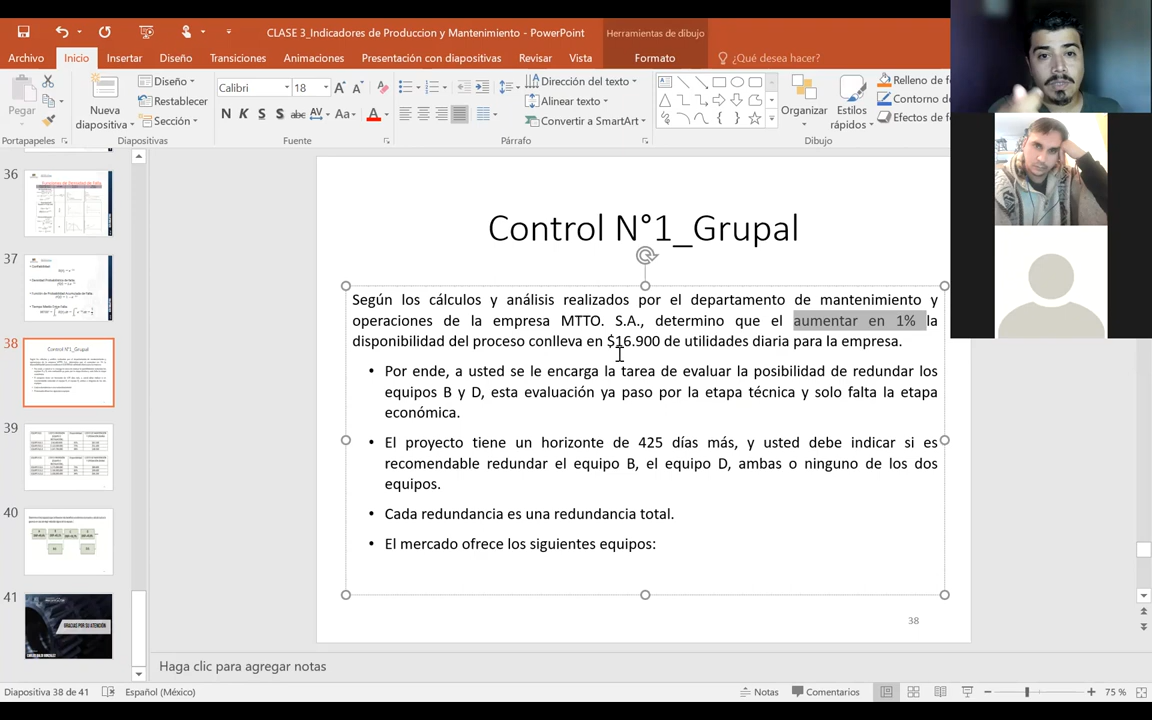 CLASE 3_Indicadores de Produccion y Mantenimiento - PowerPoint
Herramientas de dibujo
Archivo Inicio Insertar Diseño Transiciones Animaciones Presentación con diapositivas Revisar Vista Formato ¿Qué desea hacer?
Pegar
Nueva diapositiva
Diseño
Restablecer
Sección
Calibri 18
N K S S abc AV Aa A
Dirección del texto
Alinear texto
Convertir a SmartArt
Organizar
Estilos rápidos
Relleno de fo
Contorno de
Efectos de fo
Portapapeles Diapositivas Fuente Párrafo Dibujo
36
37
38
39
40
41
Control N°1_Grupal
Según los cálculos y análisis realizados por el departamento de mantenimiento y
operaciones de la empresa MTTO. S.A., determino que el aumentar en 1% la
disponibilidad del proceso conlleva en $16.900 de utilidades diaria para la empresa.
• Por ende, a usted se le encarga la tarea de evaluar la posibilidad de redundar los
equipos B y D, esta evaluación ya paso por la etapa técnica y solo falta la etapa
económica.
• El proyecto tiene un horizonte de 425 días más, y usted debe indicar si es
recomendable redundar el equipo B, el equipo D, ambas o ninguno de los dos
equipos.
• Cada redundancia es una redundancia total.
• El mercado ofrece los siguientes equipos:
38
Haga clic para agregar notas
Diapositiva 38 de 41 Español (México) Notas Comentarios 75 %